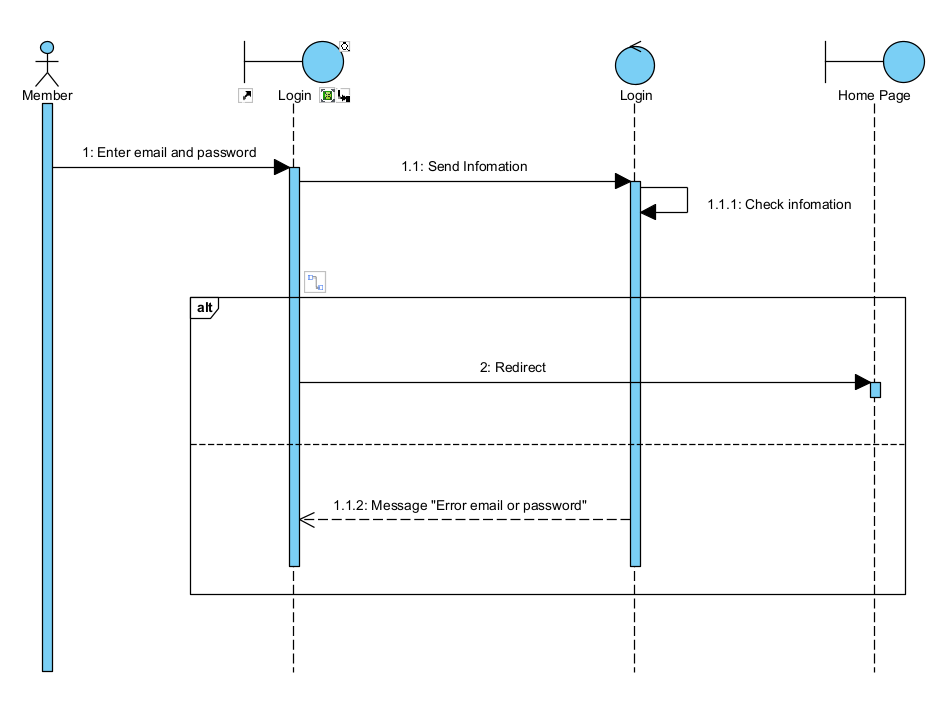 Member
Login
Login
Home Page
1: Enter email and password
1.1: Send Infomation
1.1.1: Check infomation
alt
2: Redirect
1.1.2: Message "Error email or password"